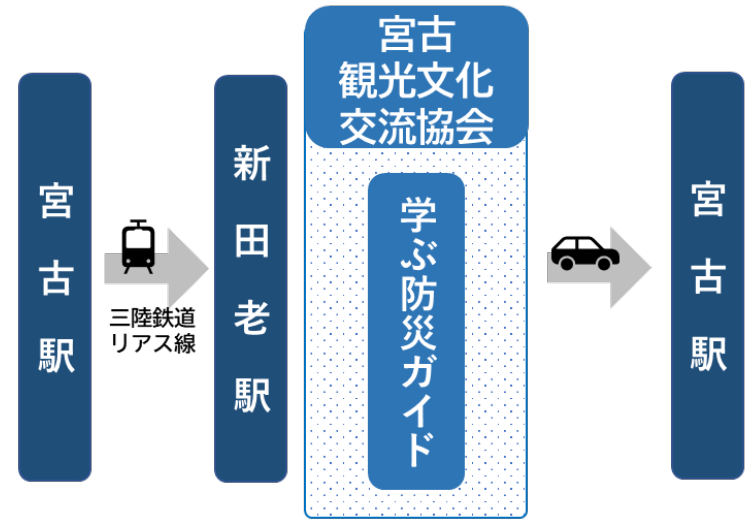 宮古駅
三陸鉄道
リアス線
新田老駅
宮古
観光文化
交流協会
学ぶ防災ガイド
宮古駅